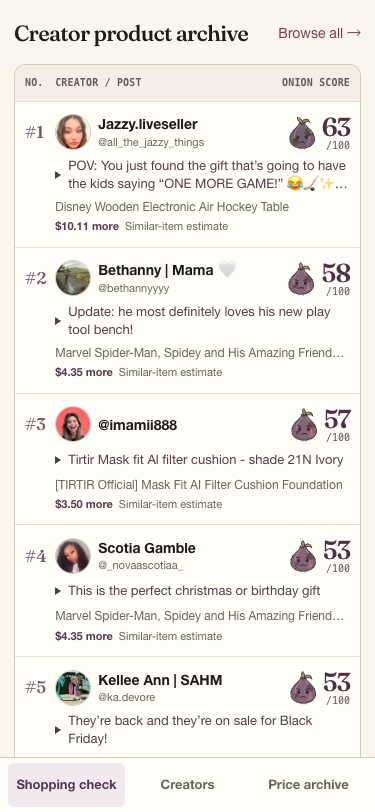 Creator product archive
Browse all →
NO. CREATOR / POST ONION SCORE
#1 Jazzy.liveseller 63
@all_the_jazzy_things /100
POV: You just found the gift that's going to have
the kids saying “ONE MORE GAME!” 😂🏒✨…
Disney Wooden Electronic Air Hockey Table
$10.11 more Similar-item estimate
#2 Bethanny | Mama 🤍 58
@bethannyyyy /100
Update: he most definitely loves his new play
tool bench!
Marvel Spider-Man, Spidey and His Amazing Friend…
$4.35 more Similar-item estimate
#3 @imamii888 57
/100
Tirtir Mask fit AI filter cushion - shade 21N Ivory
[TIRTIR Official] Mask Fit AI Filter Cushion Foundation
$3.50 more Similar-item estimate
#4 Scotia Gamble 53
@_novaascotiaa_ /100
This is the perfect christmas or birthday gift
Marvel Spider-Man, Spidey and His Amazing Friend…
$4.35 more Similar-item estimate
#5 Kellee Ann | SAHM 53
@ka.devore /100
They're back and they're on sale for Black
Friday!
Shopping check Creators Price archive